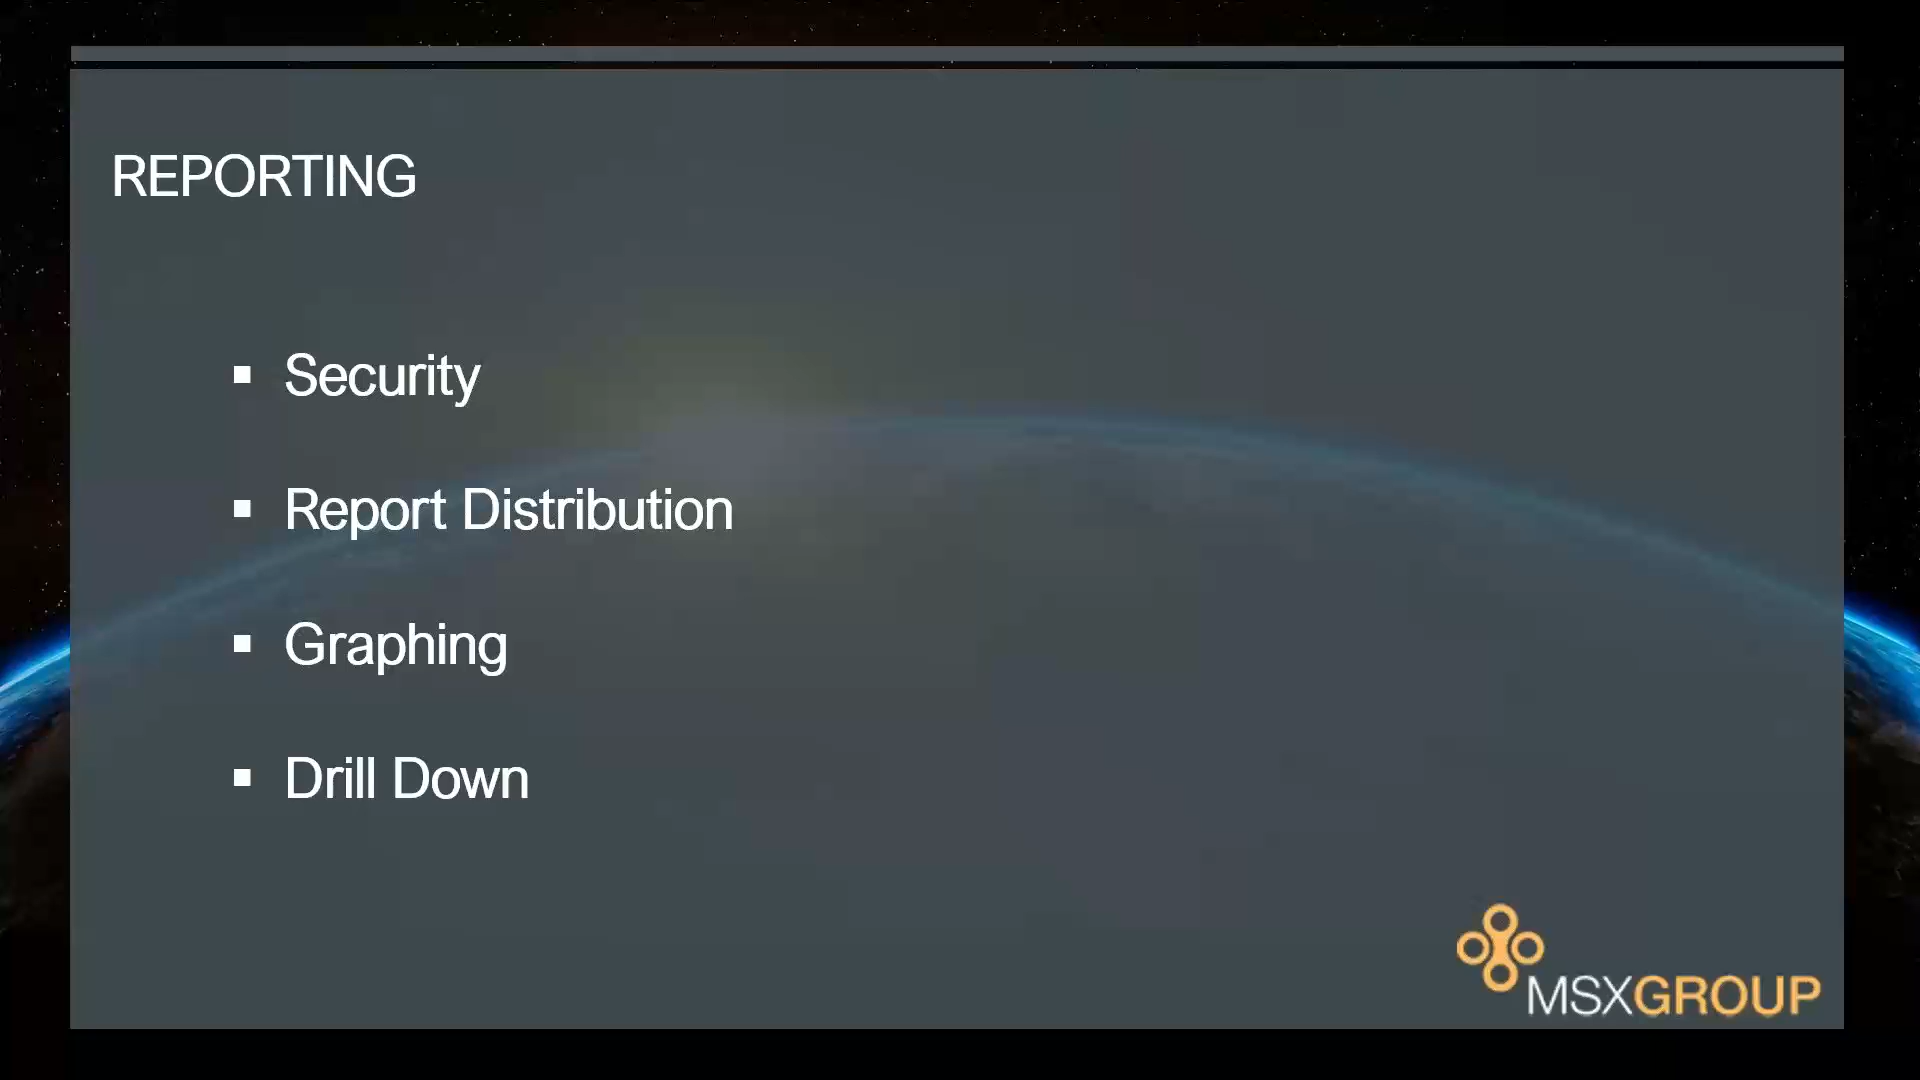 REPORTING
▪ Security
▪ Report Distribution
▪ Graphing
▪ Drill Down
MSXGROUP